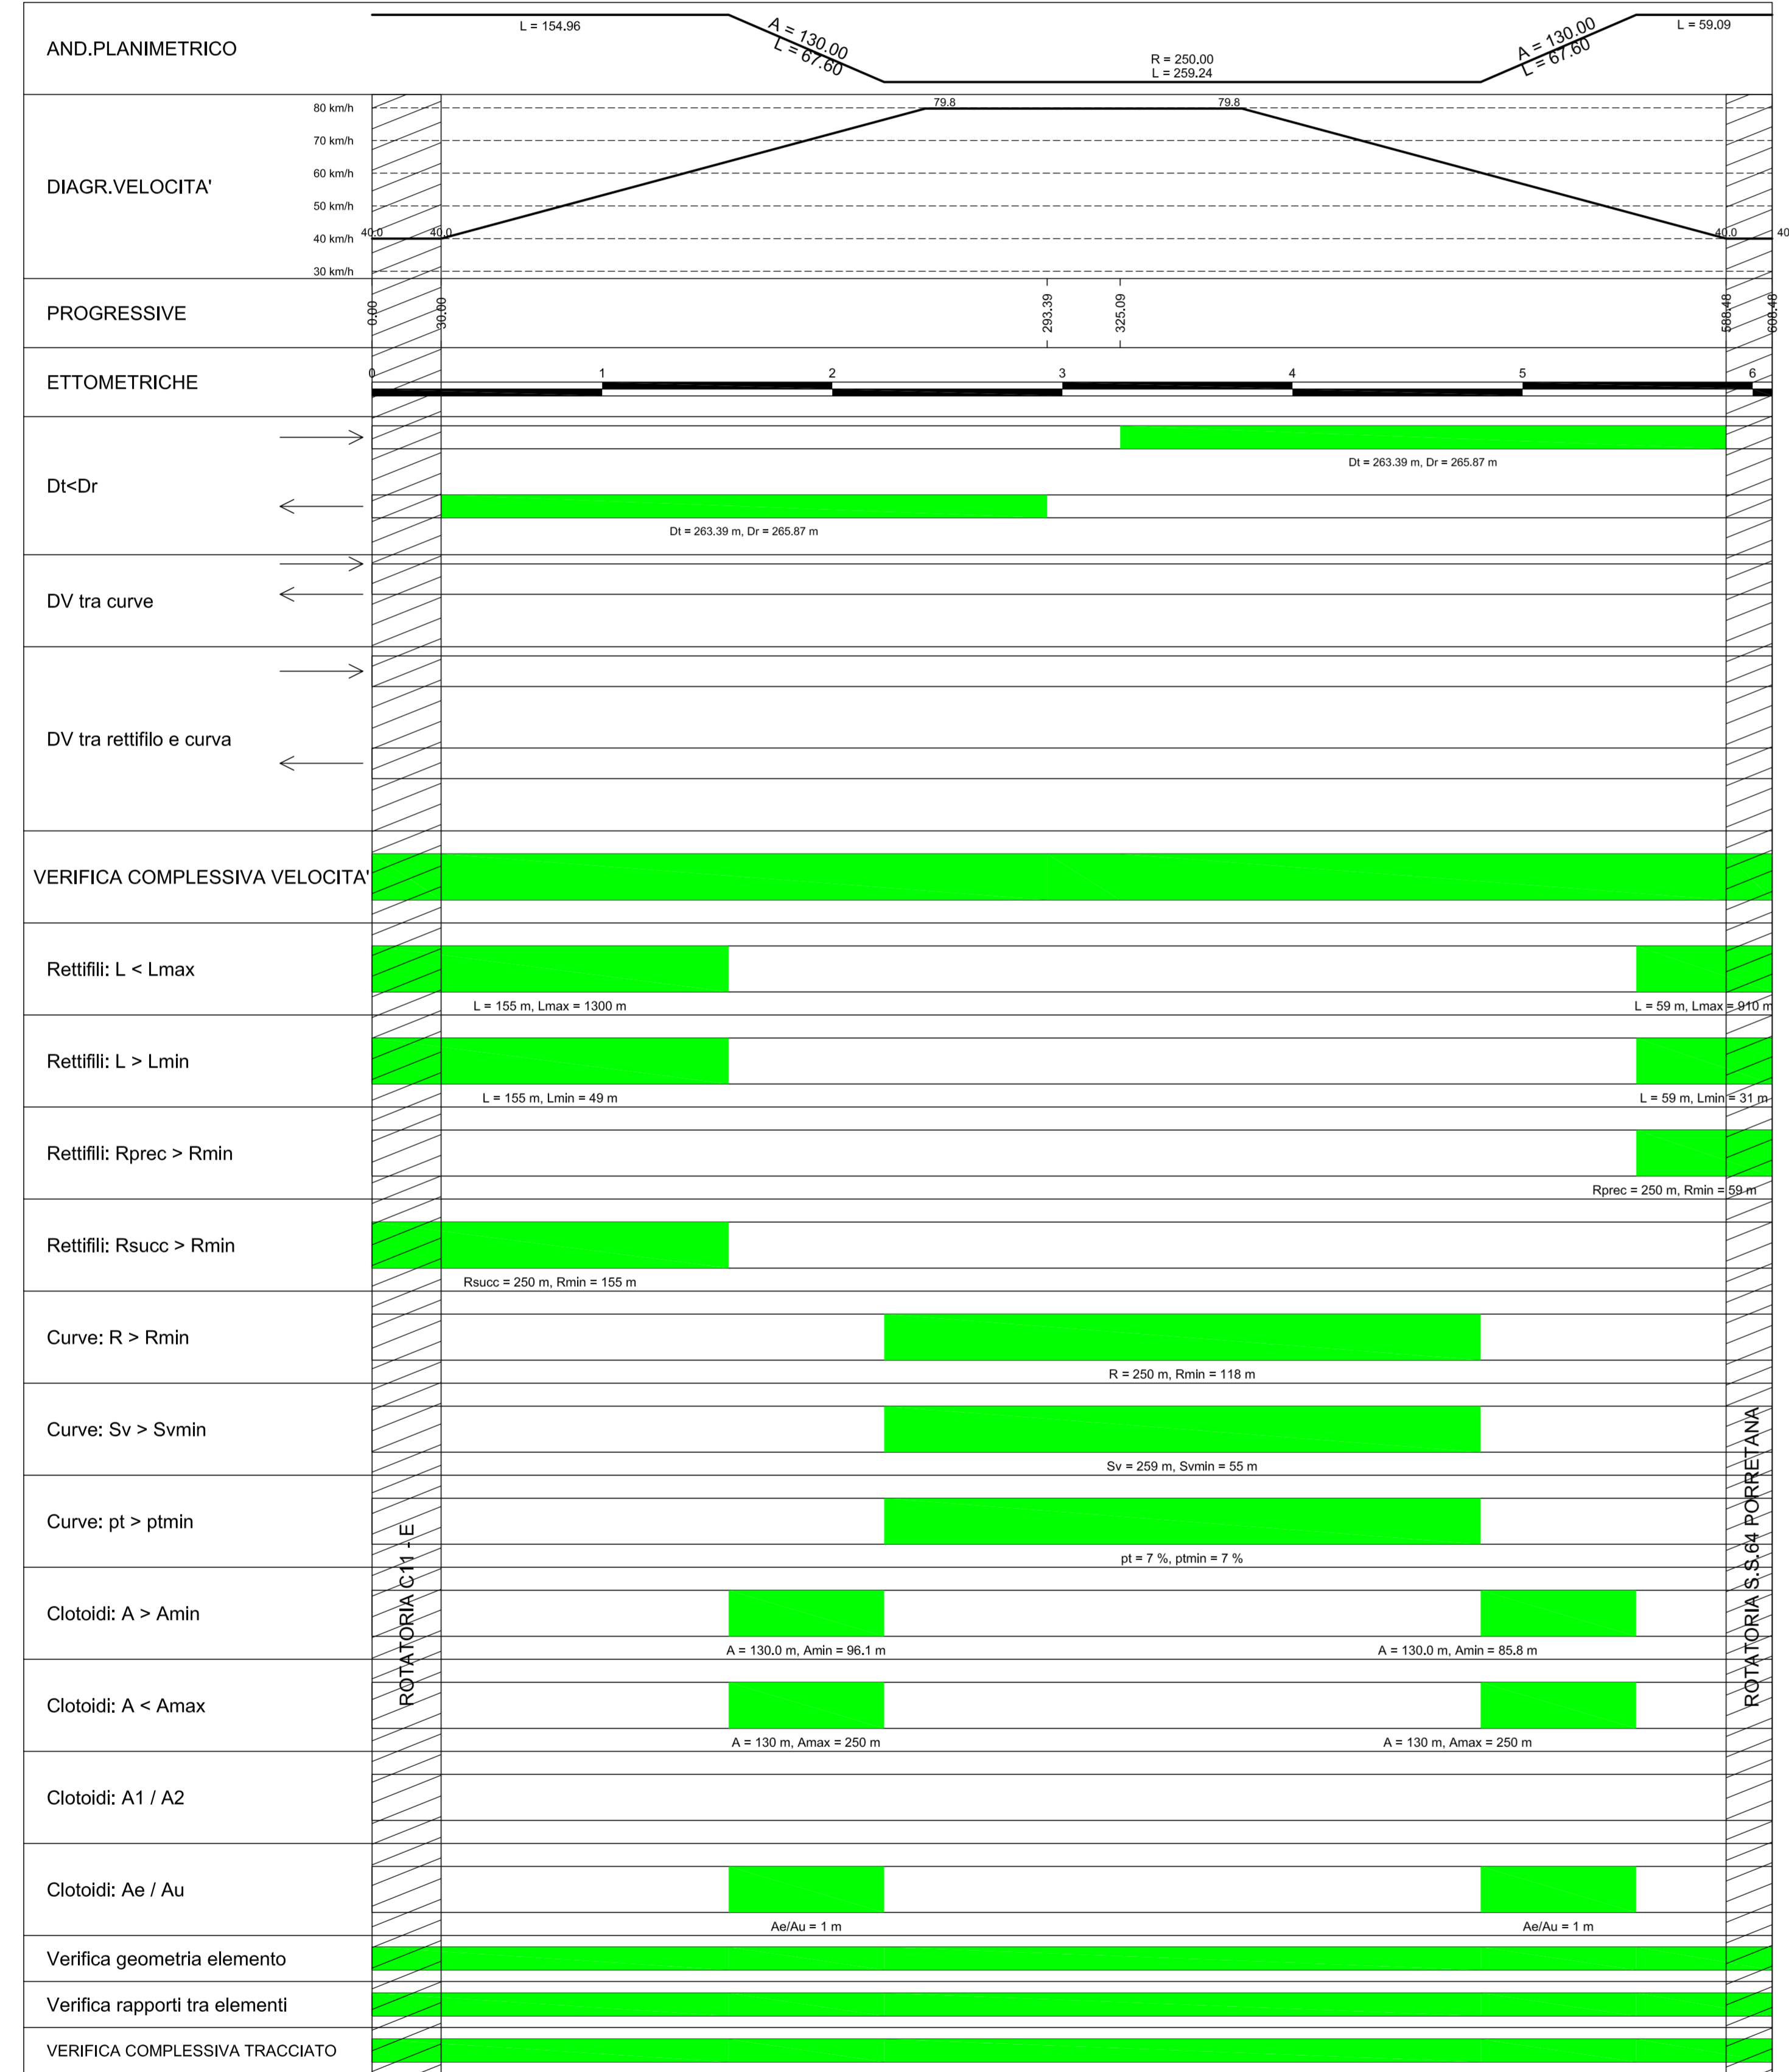 AND.PLANIMETRICO
L = 154.96
A = 130.00
L = 67.60
R = 250.00
L = 259.24
A = 130.00
L = 67.60
L = 59.09
DIAGR.VELOCITA'
80 km/h
70 km/h
60 km/h
50 km/h
40 km/h
30 km/h
40.0
40.0
79.8
79.8
40.0
40
PROGRESSIVE
0.00
30.00
293.39
325.09
588.48
608.48
ETTOMETRICHE
0 1 2 3 4 5 6
Dt<Dr
Dt = 263.39 m, Dr = 265.87 m
Dt = 263.39 m, Dr = 265.87 m
DV tra curve
DV tra rettifilo e curva
VERIFICA COMPLESSIVA VELOCITA'
Rettifili: L < Lmax
L = 155 m, Lmax = 1300 m
L = 59 m, Lmax = 910 m
Rettifili: L > Lmin
L = 155 m, Lmin = 49 m
L = 59 m, Lmin = 31 m
Rettifili: Rprec > Rmin
Rprec = 250 m, Rmin = 59 m
Rettifili: Rsucc > Rmin
Rsucc = 250 m, Rmin = 155 m
Curve: R > Rmin
R = 250 m, Rmin = 118 m
Curve: Sv > Svmin
Sv = 259 m, Svmin = 55 m
Curve: pt > ptmin
pt = 7 %, ptmin = 7 %
Clotoidi: A > Amin
A = 130.0 m, Amin = 96.1 m
A = 130.0 m, Amin = 85.8 m
Clotoidi: A < Amax
A = 130 m, Amax = 250 m
A = 130 m, Amax = 250 m
Clotoidi: A1 / A2
Clotoidi: Ae / Au
Ae/Au = 1 m
Ae/Au = 1 m
Verifica geometria elemento
Verifica rapporti tra elementi
VERIFICA COMPLESSIVA TRACCIATO
ROTATORIA C11 - E
ROTATORIA S.S.64 PORRETANA